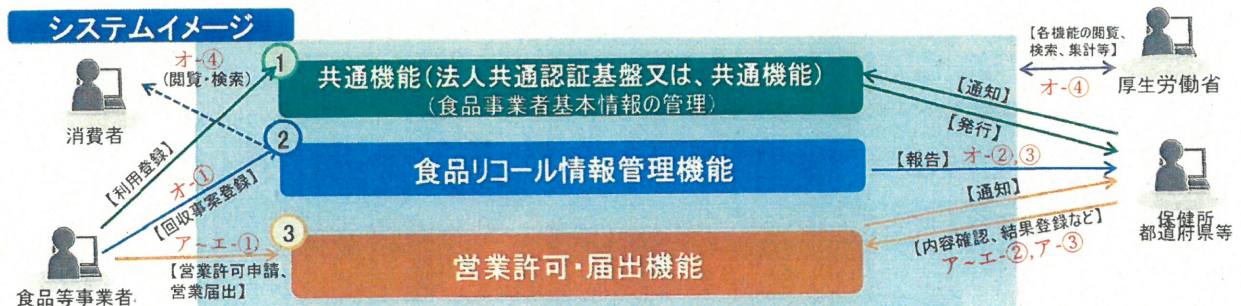 システムイメージ
オ-④
(閲覧・検索)
消費者
【利用登録】
オ-①
【回収事案登録】
ア～エ-①
【営業許可申請、
営業届出】
食品等事業者
①
共通機能(法人共通認証基盤又は、共通機能)
(食品事業者基本情報の管理)
②
食品リコール情報管理機能
③
営業許可・届出機能
【各機能の閲覧、
検索、集計等】
オ-④
厚生労働省
【通知】
【発行】
【報告】 オ-②,③
【通知】
【内容確認、結果登録など】
ア～エ-②,ア-③
保健所
都道府県等